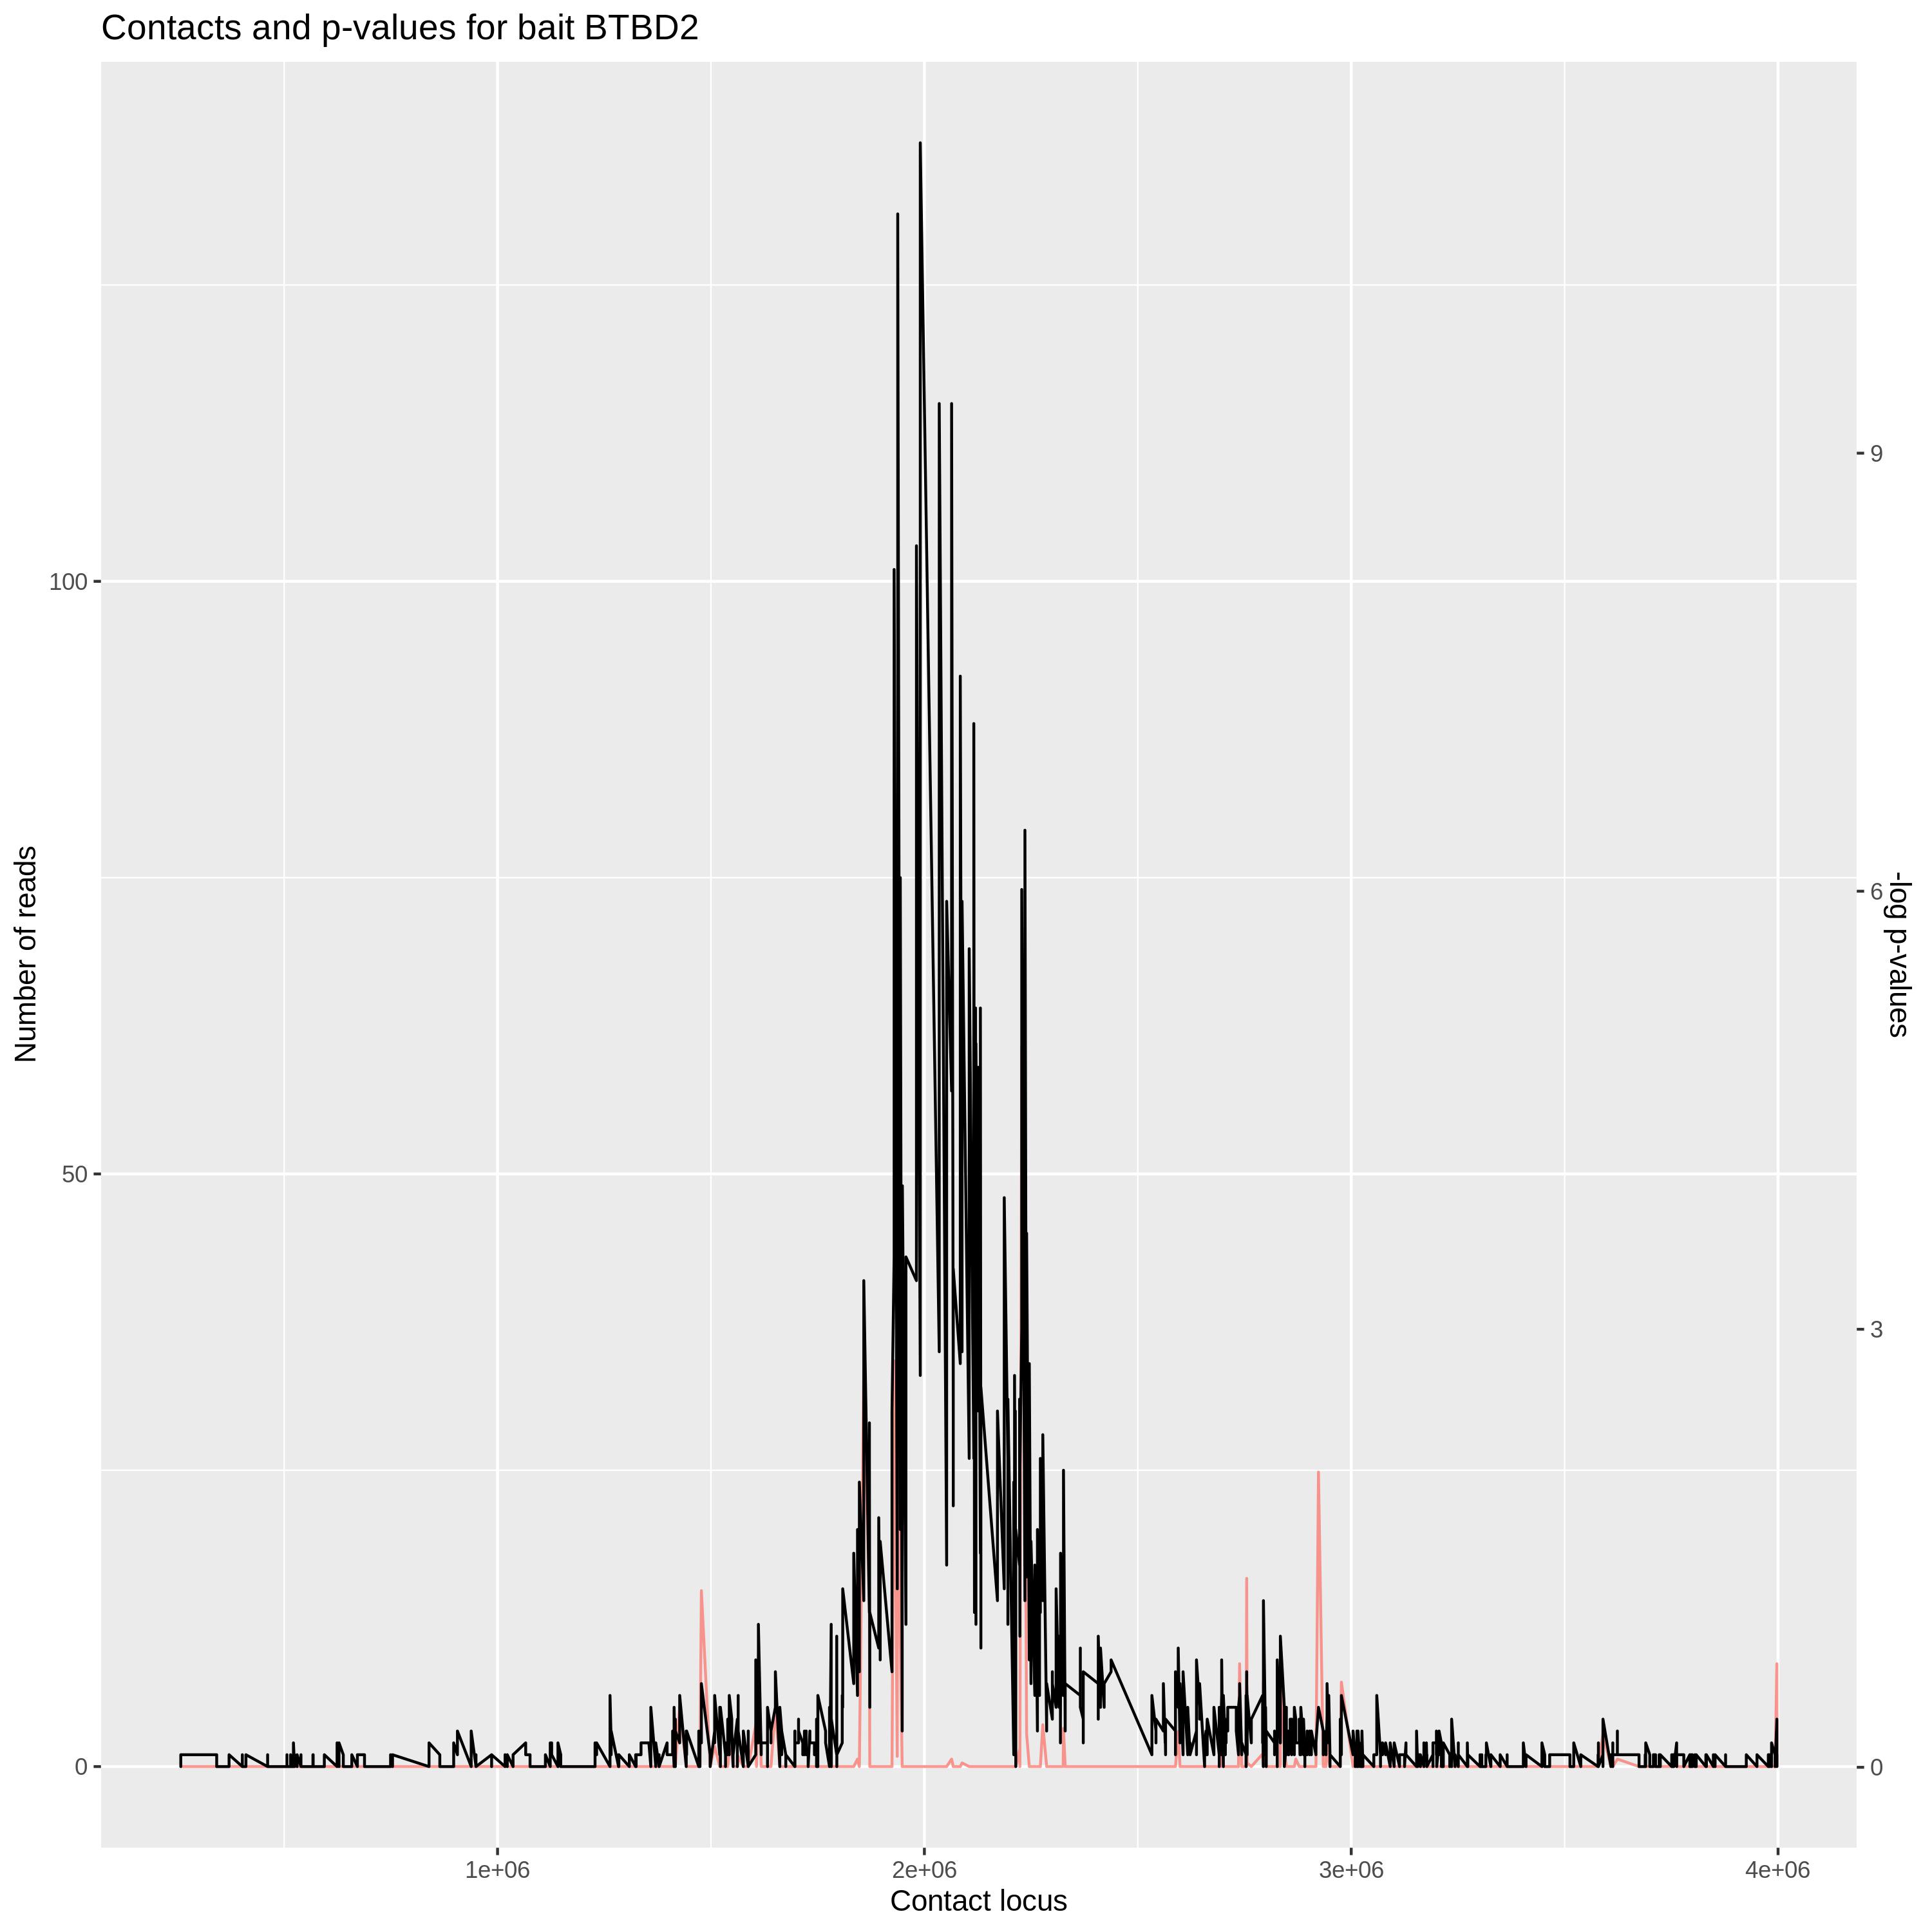 Contacts and p-values for bait BTBD2
Number of reads
100
50
0
9
6
3
0
-log p-values
1e+06
2e+06
3e+06
4e+06
Contact locus